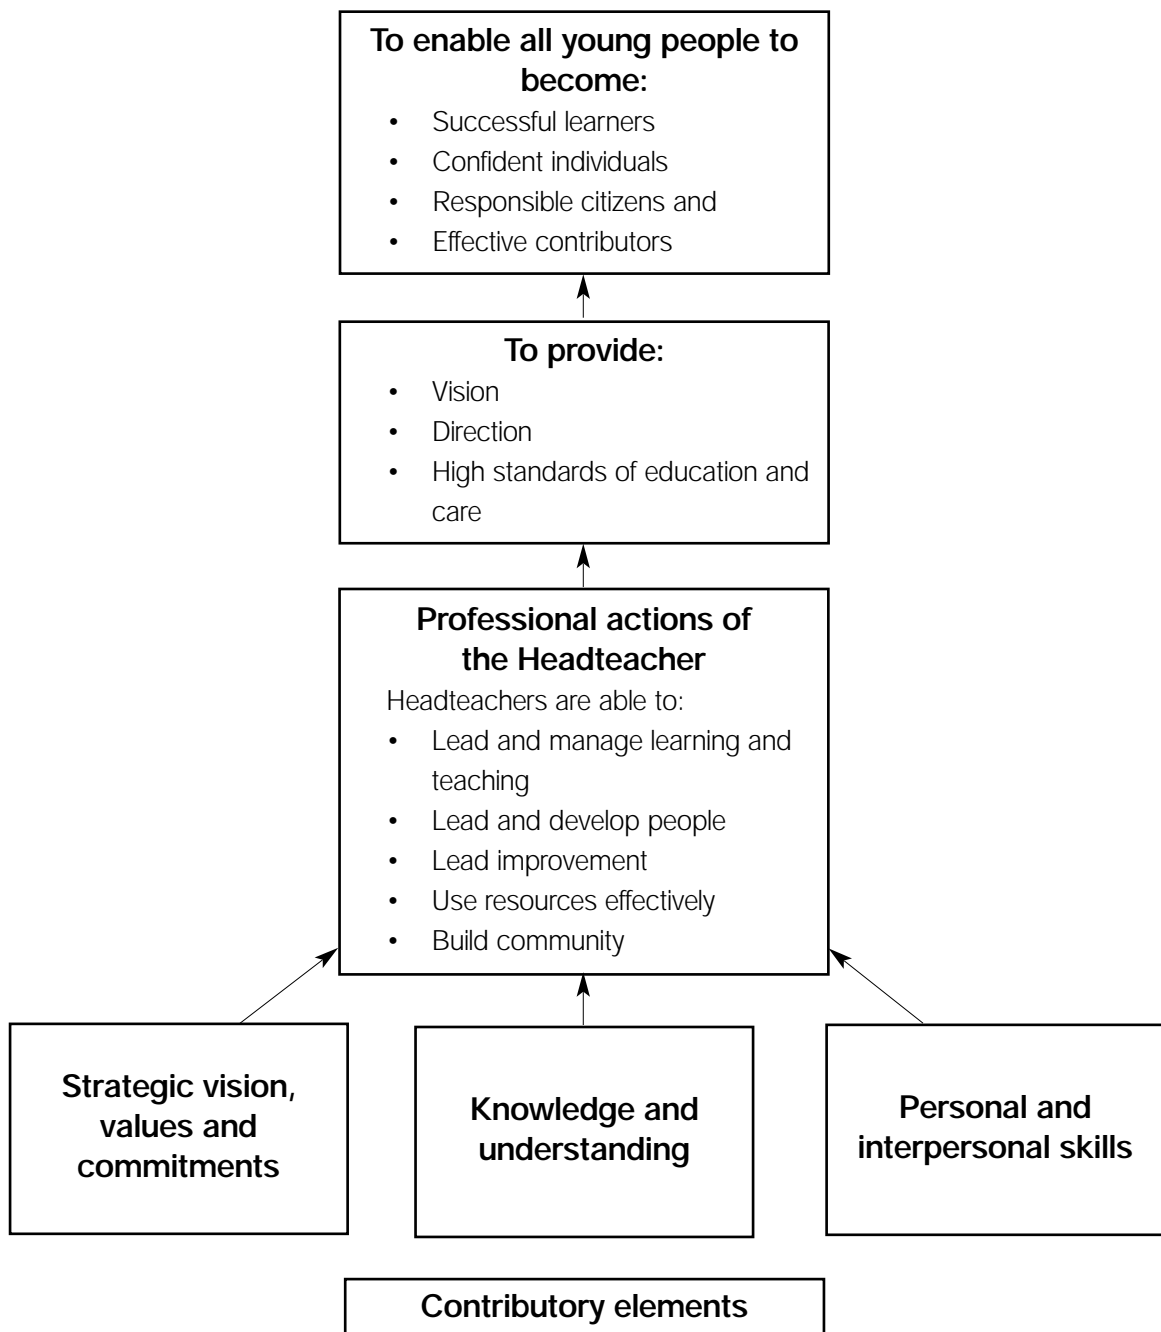 To enable all young people to
become:
• Successful learners
• Confident individuals
• Responsible citizens and
• Effective contributors
To provide:
• Vision
• Direction
• High standards of education and
care
Professional actions of
the Headteacher
Headteachers are able to:
• Lead and manage learning and
teaching
• Lead and develop people
• Lead improvement
• Use resources effectively
• Build community
Strategic vision,
values and
commitments
Knowledge and
understanding
Personal and
interpersonal skills
Contributory elements